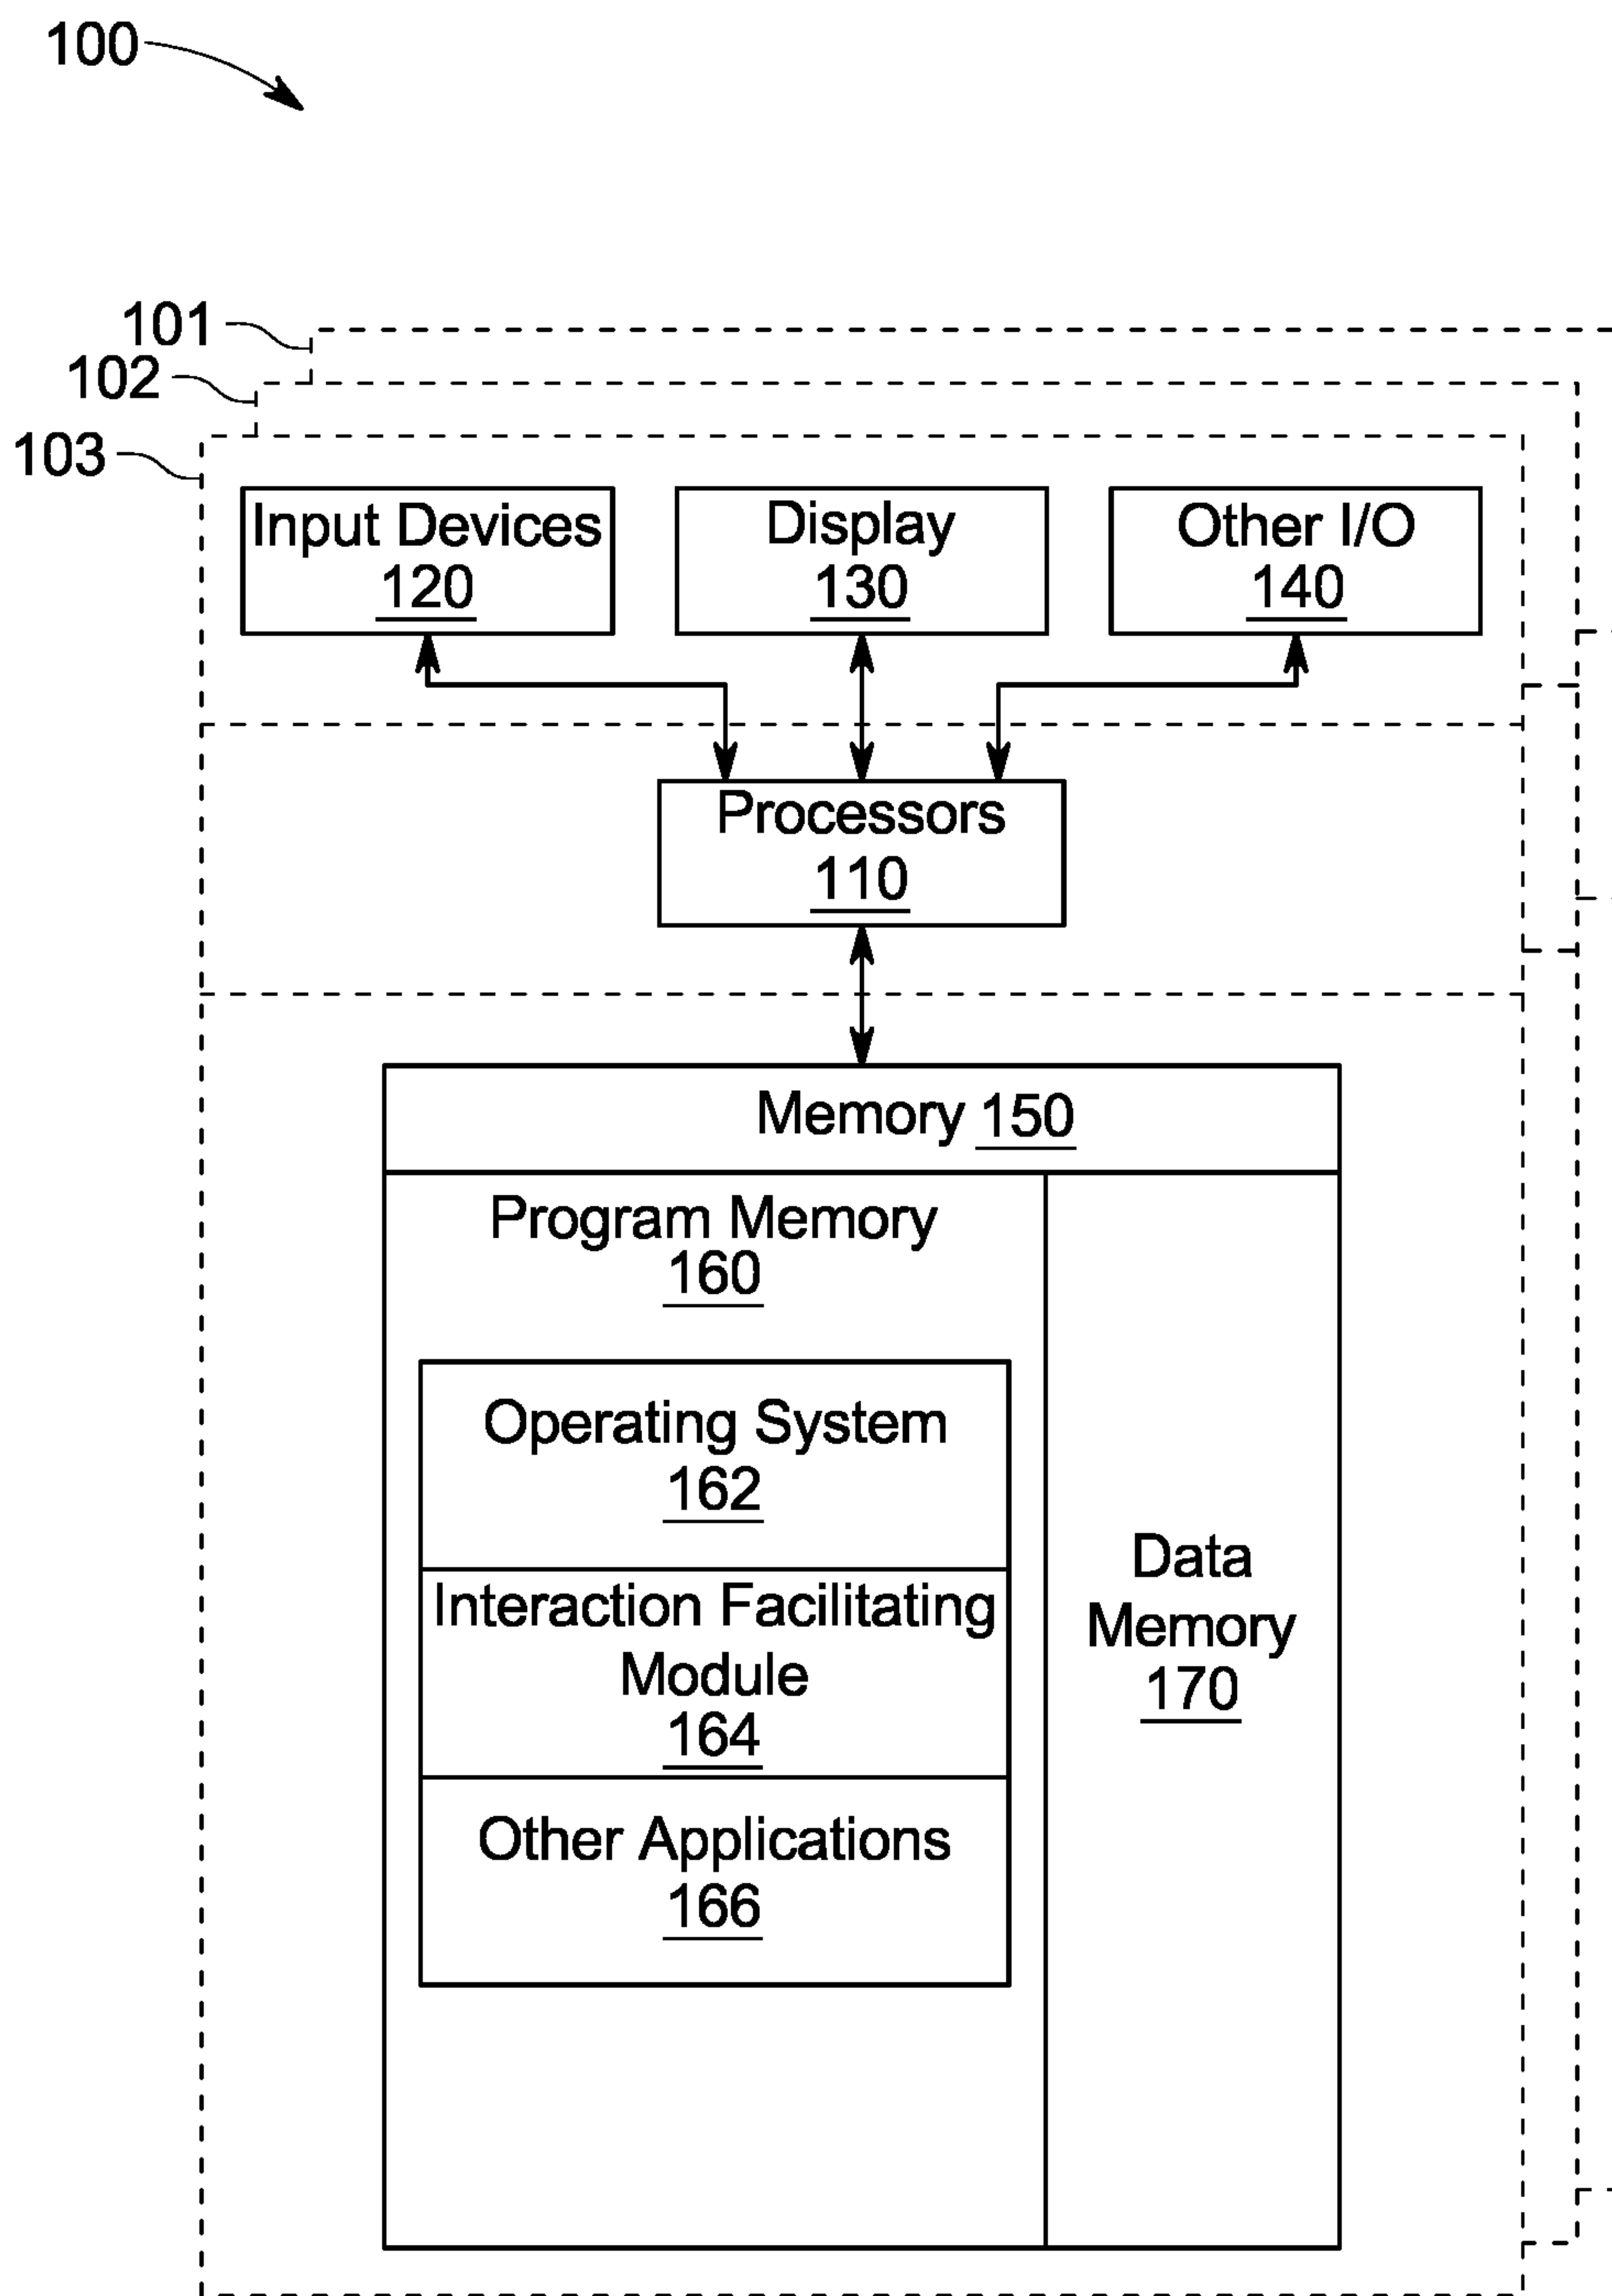 100
101
102
103
Input Devices
120
Display
130
Other I/O
140
Processors
110
Memory 150
Program Memory
160
Operating System
162
Interaction Facilitating
Module
164
Other Applications
166
Data
Memory
170